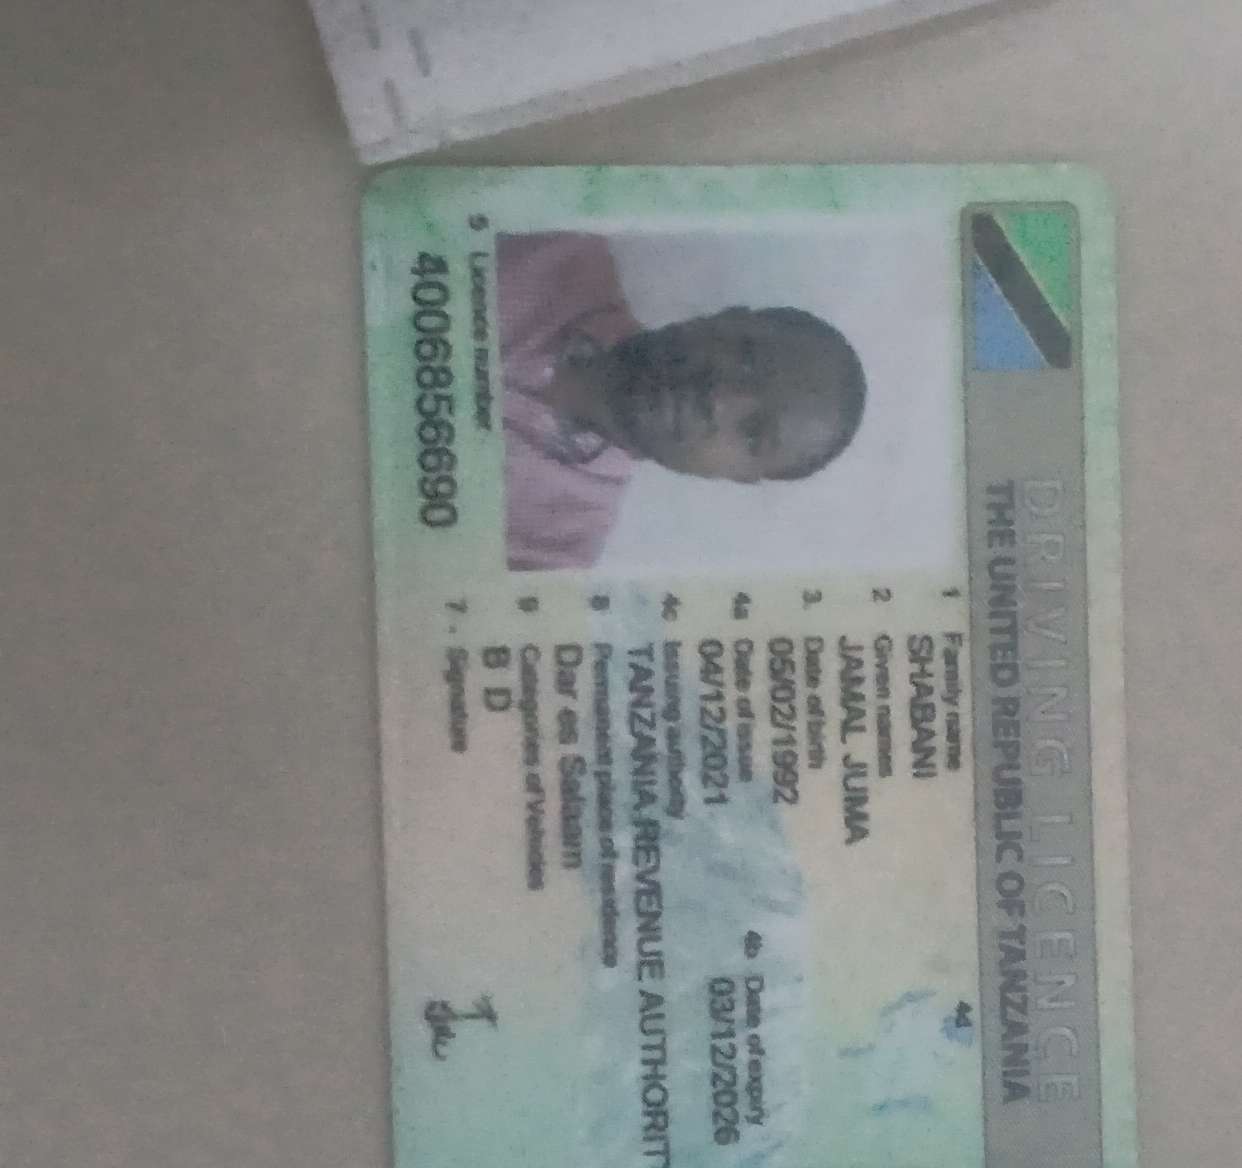 DRIVING LICENCE
THE UNITED REPUBLIC OF TANZANIA
1 Family name
SHABANI
4d
2 Given names
JAMAL JUMA
3. Date of birth
05/02/1992
4a Date of issue
04/12/2021
4b Date of expiry
03/12/2026
4c Issuing authority
TANZANIA REVENUE AUTHORIT
8 Permanent place of residence
Dar es Salaam
9 Categories of Vehicles
B D
7 - Signature
5 Licence number
4006856690